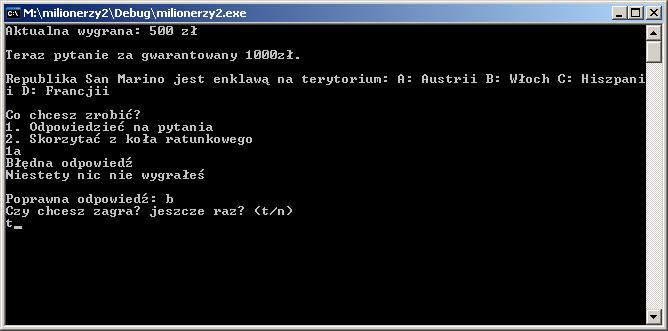 M:\milionerzy2\Debug\milionerzy2.exe
Aktualna wygrana: 500 zł
Teraz pytanie za gwarantowany 1000zł.
Republika San Marino jest enklawą na terytorium: A: Austrii B: Włoch C: Hiszpani
i D: Francjii
Co chcesz zrobić?
1. Odpowiedzieć na pytania
2. Skorzytać z koła ratunkowego
1a
Błędna odpowiedź
Niestety nic nie wygrałeś
Poprawna odpowiedź: b
Czy chcesz zagra? jeszcze raz? (t/n)
t_